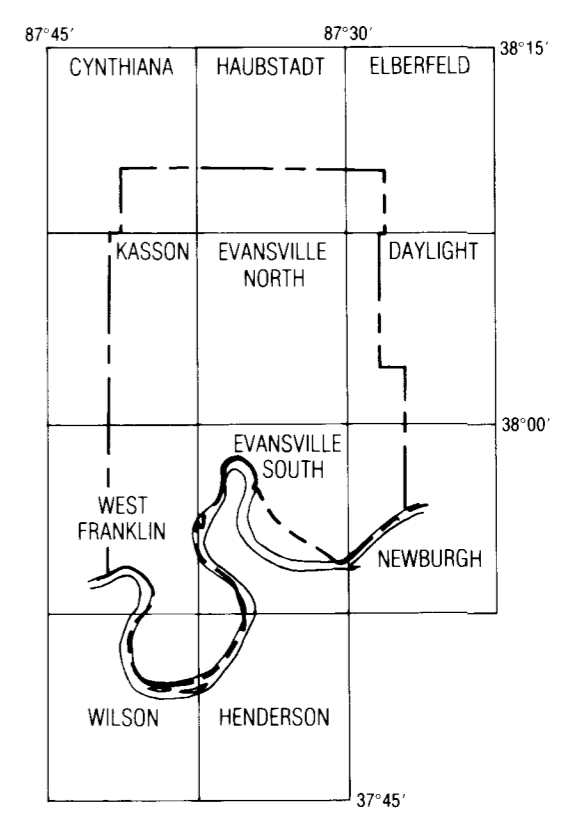 87°45′ 87°30′
38°15′
CYNTHIANA HAUBSTADT ELBERFELD
KASSON EVANSVILLE NORTH DAYLIGHT
38°00′
EVANSVILLE
SOUTH
WEST
FRANKLIN
NEWBURGH
WILSON HENDERSON
37°45′